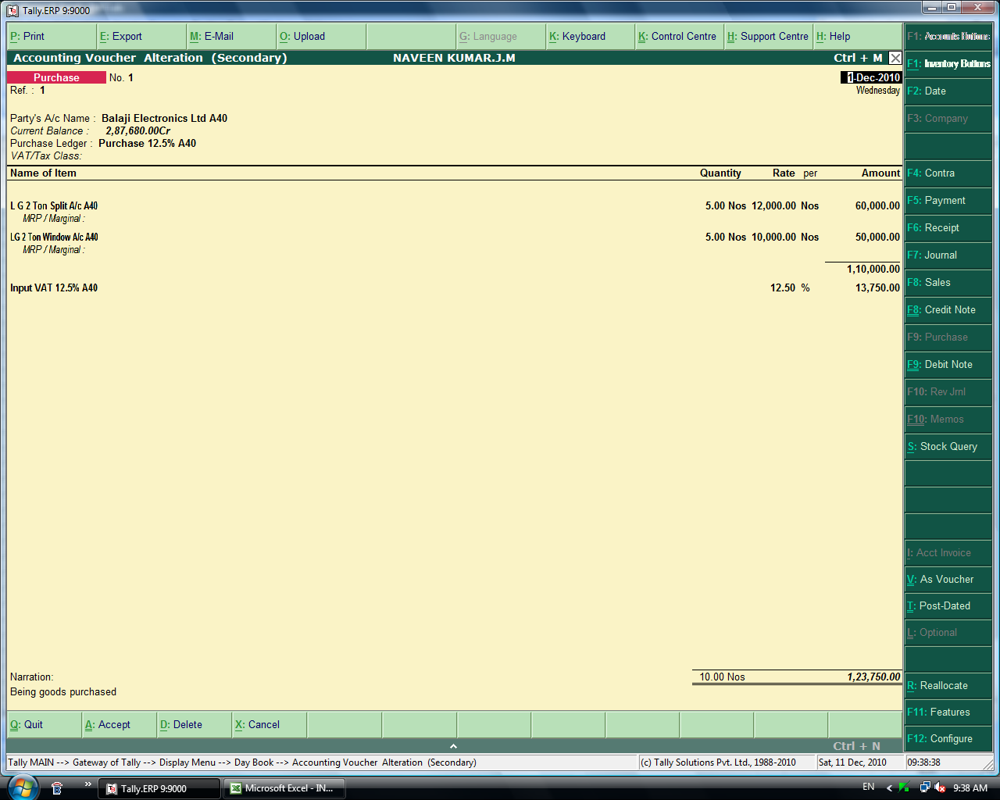 Tally.ERP 9:9000
P: Print
E: Export
M: E-Mail
O: Upload
G: Language
K: Keyboard
K: Control Centre
H: Support Centre
H: Help
Accounting Voucher Alteration (Secondary)
NAVEEN KUMAR.J.M
Ctrl + M
Purchase
No. 1
1-Dec-2010
Ref. : 1
Wednesday
Party's A/c Name : Balaji Electronics Ltd A40
Current Balance : 2,87,680.00Cr
Purchase Ledger : Purchase 12.5% A40
VAT/Tax Class:
Name of Item Quantity Rate per Amount
L G 2 Ton Split A/c A40 5.00 Nos 12,000.00 Nos 60,000.00
MRP / Marginal :
LG 2 Ton Window A/c A40 5.00 Nos 10,000.00 Nos 50,000.00
MRP / Marginal :
1,10,000.00
Input VAT 12.5% A40 12.50 % 13,750.00
Narration:
10.00 Nos 1,23,750.00
Being goods purchased
F1: Accounts Buttons
F1: Inventory Buttons
F2: Date
F3: Company
F4: Contra
F5: Payment
F6: Receipt
F7: Journal
F8: Sales
F8: Credit Note
F9: Purchase
F9: Debit Note
F10: Rev Jrnl
F10: Memos
S: Stock Query
I: Acct Invoice
V: As Voucher
T: Post-Dated
L: Optional
R: Reallocate
F11: Features
F12: Configure
Q: Quit
A: Accept
D: Delete
X: Cancel
Ctrl + N
Tally MAIN --> Gateway of Tally --> Display Menu --> Day Book --> Accounting Voucher Alteration (Secondary)
(c) Tally Solutions Pvt. Ltd., 1988-2010
Sat, 11 Dec, 2010
09:38:38
Tally.ERP 9:9000
Microsoft Excel - IN...
EN
9:38 AM